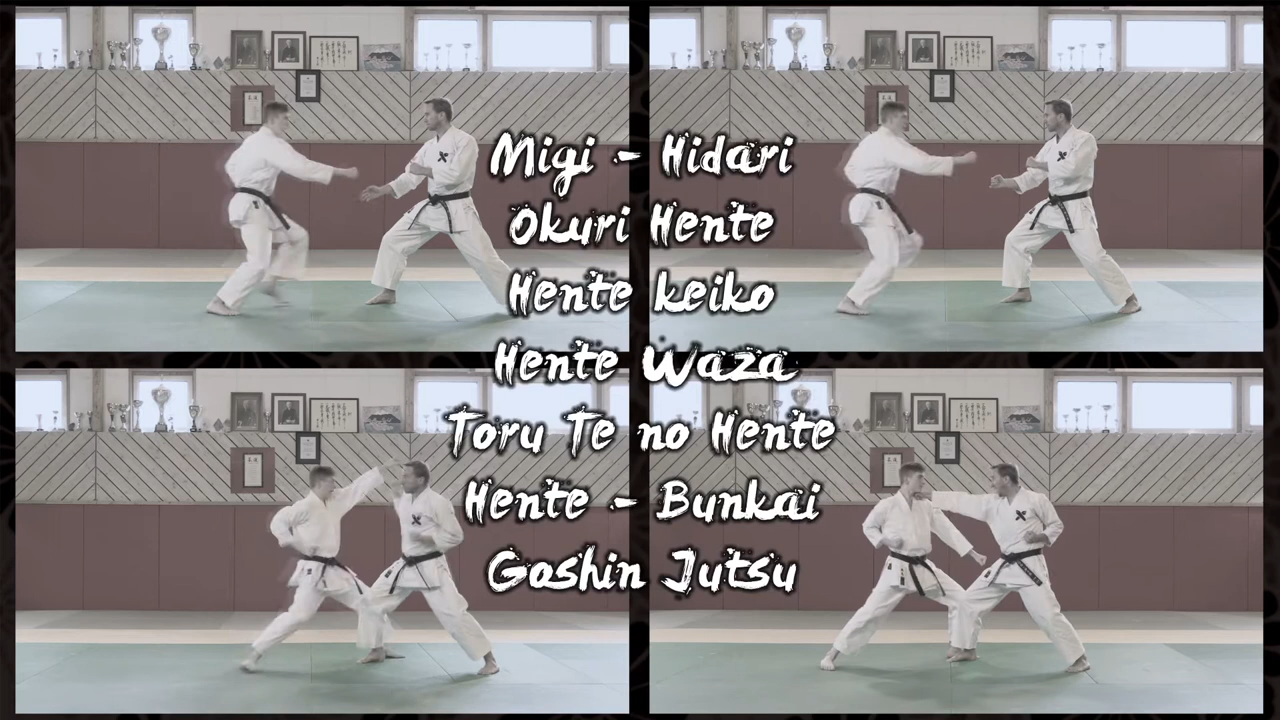 Migi - Hidari
Okuri Hente
Hente keiko
Hente Waza
Toru Te no Hente
Hente - Bunkai
Goshin Jutsu